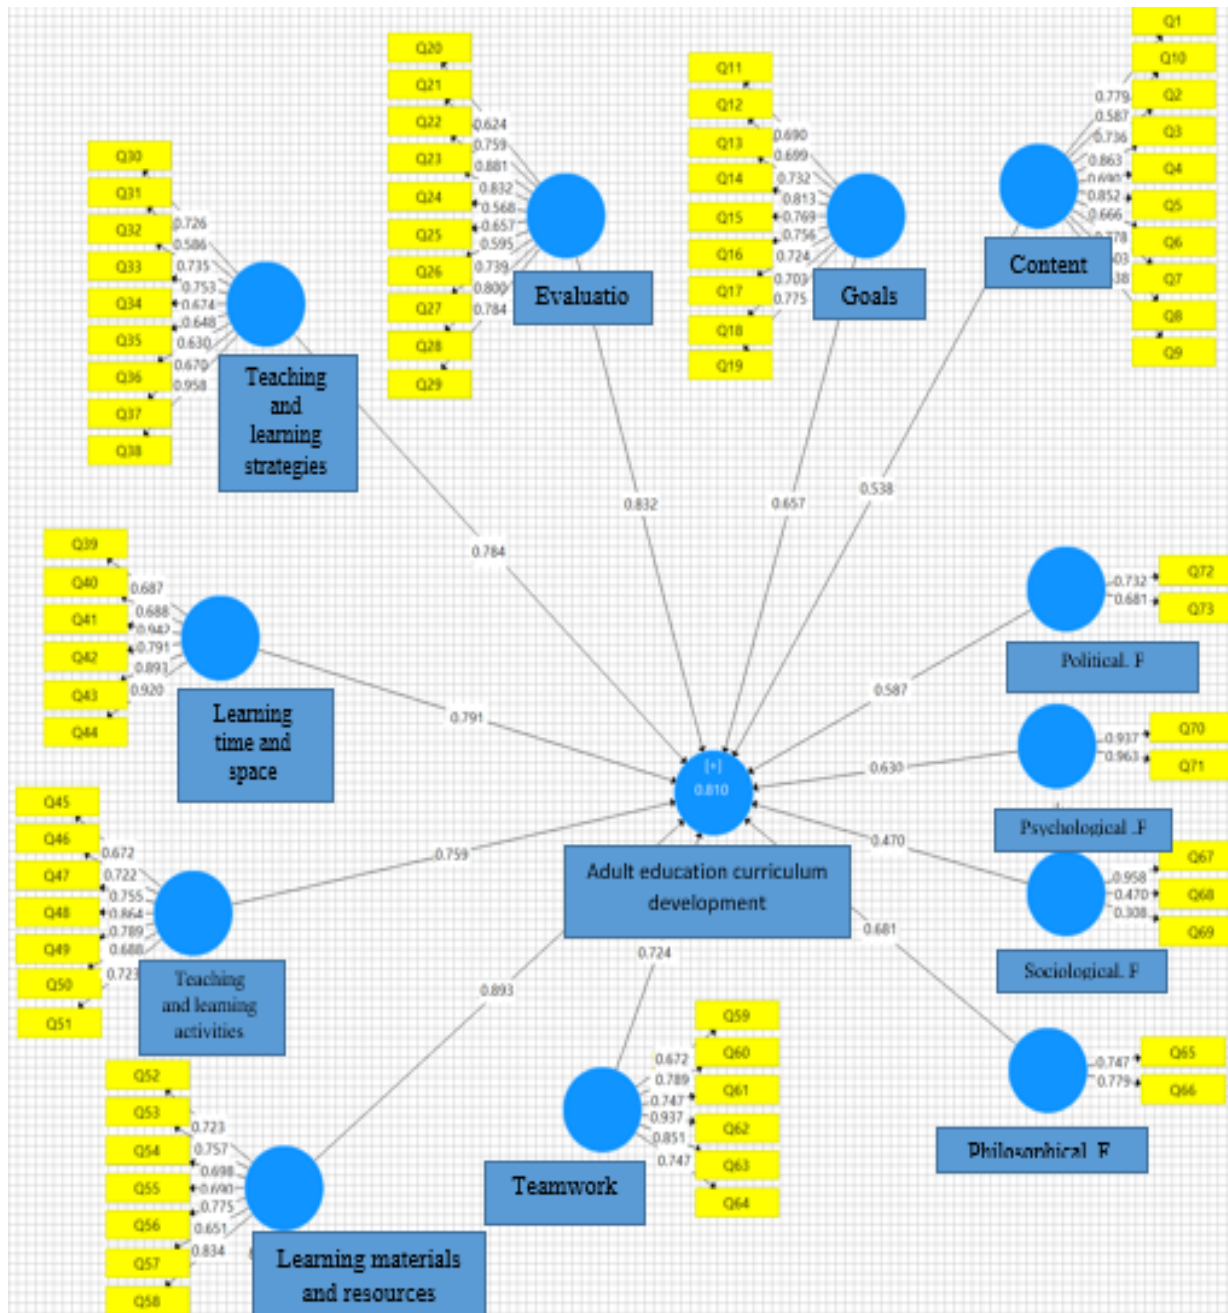 Q1
Q10
Q2
Q3
Q4
Q5
Q6
Q7
Q8
Q9
0.779
0.587
0.736
0.863
0.690
0.852
0.666
Content
Q11
Q12
Q13
Q14
Q15
Q16
Q17
Q18
Q19
0.690
0.699
0.732
0.813
0.769
0.756
0.724
0.703
0.775
Goals
Q20
Q21
Q22
Q23
Q24
Q25
Q26
Q27
Q28
Q29
0.624
0.759
0.881
0.832
0.568
0.657
0.595
0.739
0.800
0.784
Evaluatio
Q30
Q31
Q32
Q33
Q34
Q35
Q36
Q37
Q38
0.726
0.586
0.735
0.753
0.674
0.648
0.630
0.670
0.958
Teaching
and
learning
strategies
0.832
0.657
0.538
0.784
Q39
Q40
Q41
Q42
Q43
Q44
0.687
0.688
0.942
0.791
0.893
0.920
Learning
time and
space
0.791
Q72
Q73
0.732
0.681
Political. F
0.587
Q70
Q71
0.937
0.963
Psychological .F
0.630
[+]
0.810
Adult education curriculum
development
Q67
Q68
Q69
0.958
0.470
0.308
Sociological. F
0.470
Q45
Q46
Q47
Q48
Q49
Q50
Q51
0.672
0.722
0.755
0.864
0.789
0.688
0.723
Teaching
and learning
activities
0.759
0.681
0.724
0.893
Q65
Q66
0.747
0.779
Philosophical. F
Q59
Q60
Q61
Q62
Q63
Q64
0.672
0.789
0.747
0.937
0.851
0.747
Teamwork
Q52
Q53
Q54
Q55
Q56
Q57
Q58
0.723
0.757
0.698
0.690
0.775
0.651
0.834
Learning materials
and resources